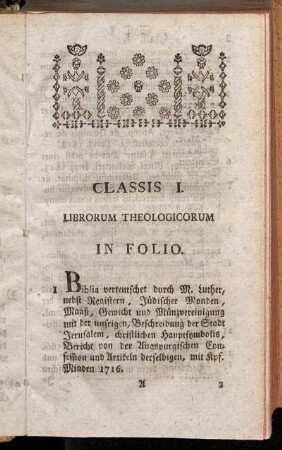 CLASSIS I.
LIBRORUM THEOLOGICORUM
IN FOLIO.
1 Biblia verteutschet durch M. Luther,
nebst Registern, Jüdischer Monden,
Maaß, Gewicht und Münzvereinigung
mit der unsrigen, Beschreibung der Stadt
Jerusalem, christlichen Hauptsymbolis,
Bericht von der Augspurgischen Con-
fession und Artikeln derselbigen, mit Kpf.
Minden 1716.
A 2